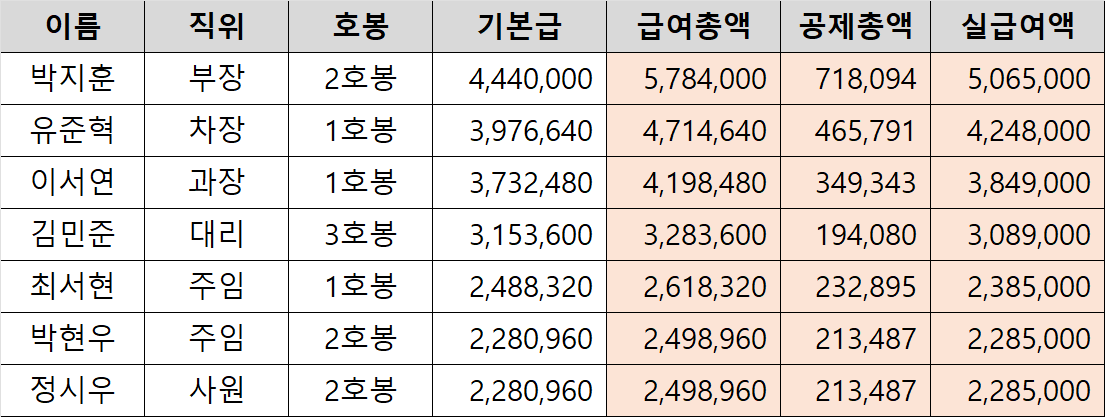 이름 직위 호봉 기본급 급여총액 공제총액 실급여액
박지훈 부장 2호봉 4,440,000 5,784,000 718,094 5,065,000
유준혁 차장 1호봉 3,976,640 4,714,640 465,791 4,248,000
이서연 과장 1호봉 3,732,480 4,198,480 349,343 3,849,000
김민준 대리 3호봉 3,153,600 3,283,600 194,080 3,089,000
최서현 주임 1호봉 2,488,320 2,618,320 232,895 2,385,000
박현우 주임 2호봉 2,280,960 2,498,960 213,487 2,285,000
정시우 사원 2호봉 2,280,960 2,498,960 213,487 2,285,000